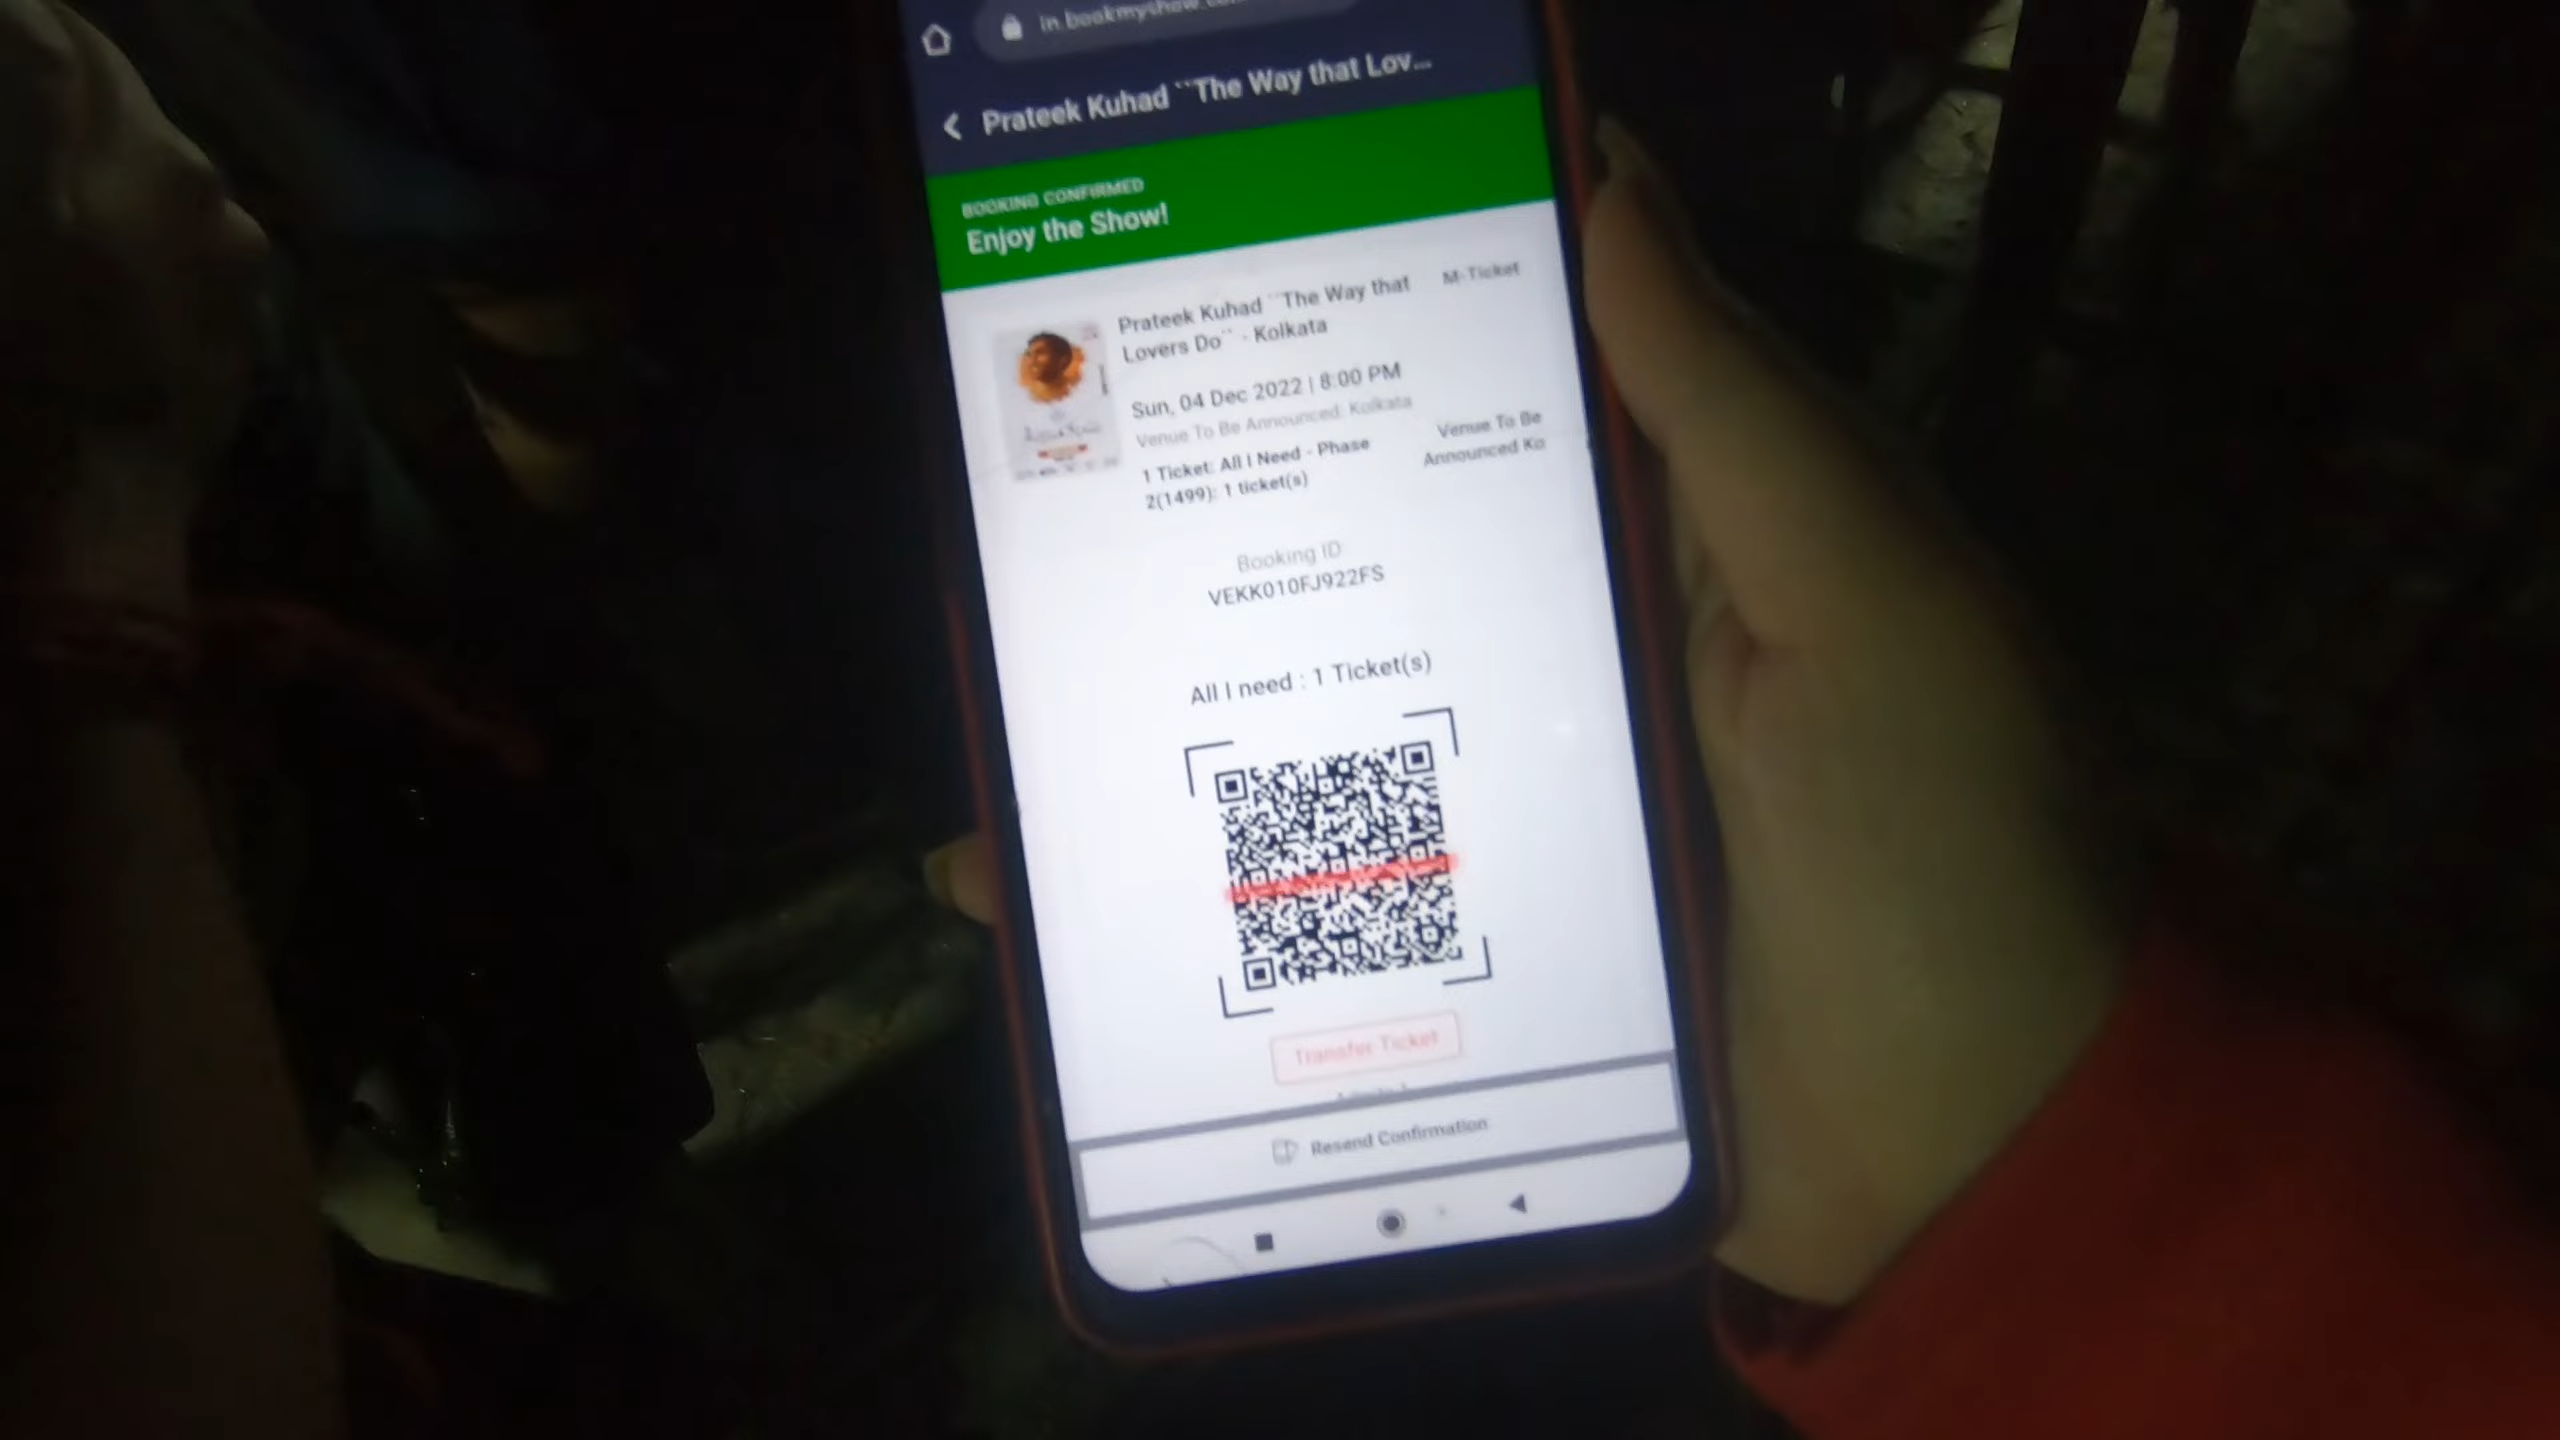 in.bookmyshow.co
Prateek Kuhad ``The Way that Lov...
BOOKING CONFIRMED
Enjoy the Show!
Prateek Kuhad ``The Way that
Lovers Do`` - Kolkata
M-Ticket
Sun, 04 Dec 2022 | 8:00 PM
Venue To Be Announced: Kolkata
1 Ticket: All I Need - Phase
2(1499): 1 ticket(s)
Venue To Be
Announced Ko
Booking ID
VEKK010FJ922FS
All I need : 1 Ticket(s)
Transfer Ticket
Resend Confirmation